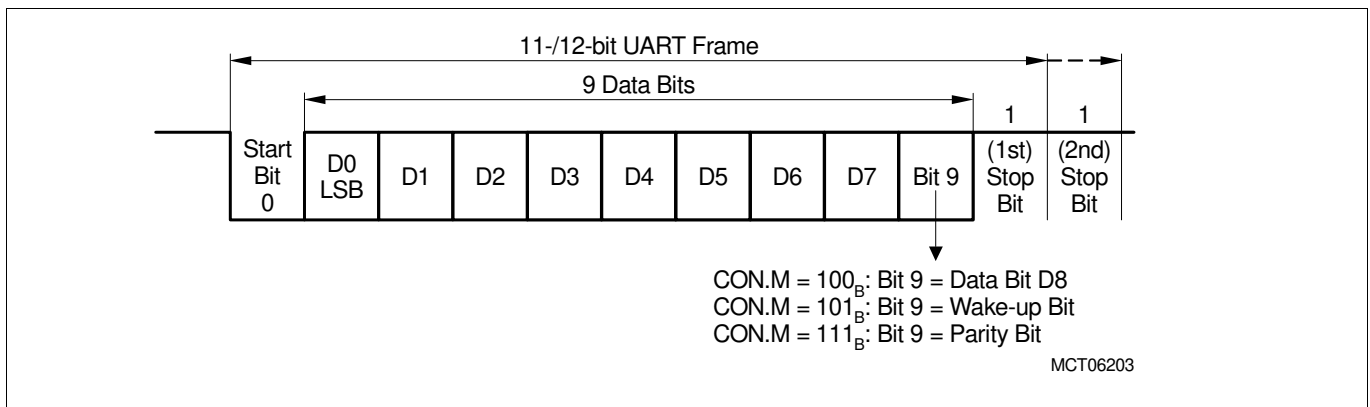 11-/12-bit UART Frame
9 Data Bits
1
1
Start
Bit
0
D0
LSB
D1
D2
D3
D4
D5
D6
D7
Bit 9
(1st)
Stop
Bit
(2nd)
Stop
Bit
CON.M = 100B: Bit 9 = Data Bit D8
CON.M = 101B: Bit 9 = Wake-up Bit
CON.M = 111B: Bit 9 = Parity Bit
MCT06203